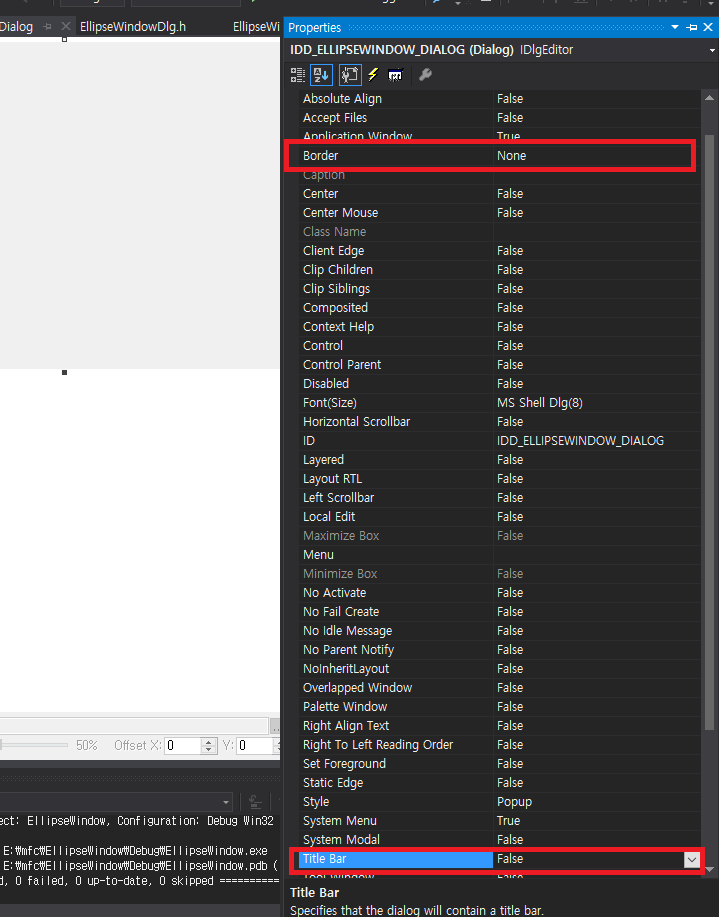 Dialog
EllipseWindowDlg.h
EllipseWi
Properties
IDD_ELLIPSEWINDOW_DIALOG (Dialog) IDlgEditor
Absolute Align False
Accept Files False
Application Window True
Border None
Caption
Center False
Center Mouse False
Class Name
Client Edge False
Clip Children False
Clip Siblings False
Composited False
Context Help False
Control False
Control Parent False
Disabled False
Font(Size) MS Shell Dlg(8)
Horizontal Scrollbar False
ID IDD_ELLIPSEWINDOW_DIALOG
Layered False
Layout RTL False
Left Scrollbar False
Local Edit False
Maximize Box False
Menu
Minimize Box False
No Activate False
No Fail Create False
No Idle Message False
No Parent Notify False
NoInheritLayout False
Overlapped Window False
Palette Window False
Right Align Text False
Right To Left Reading Order False
Set Foreground False
Static Edge False
Style Popup
System Menu True
System Modal False
Title Bar False
Tool Window False
Title Bar
Specifies that the dialog will contain a title bar.
50% Offset X: 0 Y: 0
ect: EllipseWindow, Configuration: Debug Win32
E:₩mfc₩EllipseWindow₩Debug₩EllipseWindow.exe
E:₩mfc₩EllipseWindow₩Debug₩EllipseWindow.pdb (
d, 0 failed, 0 up-to-date, 0 skipped ==========